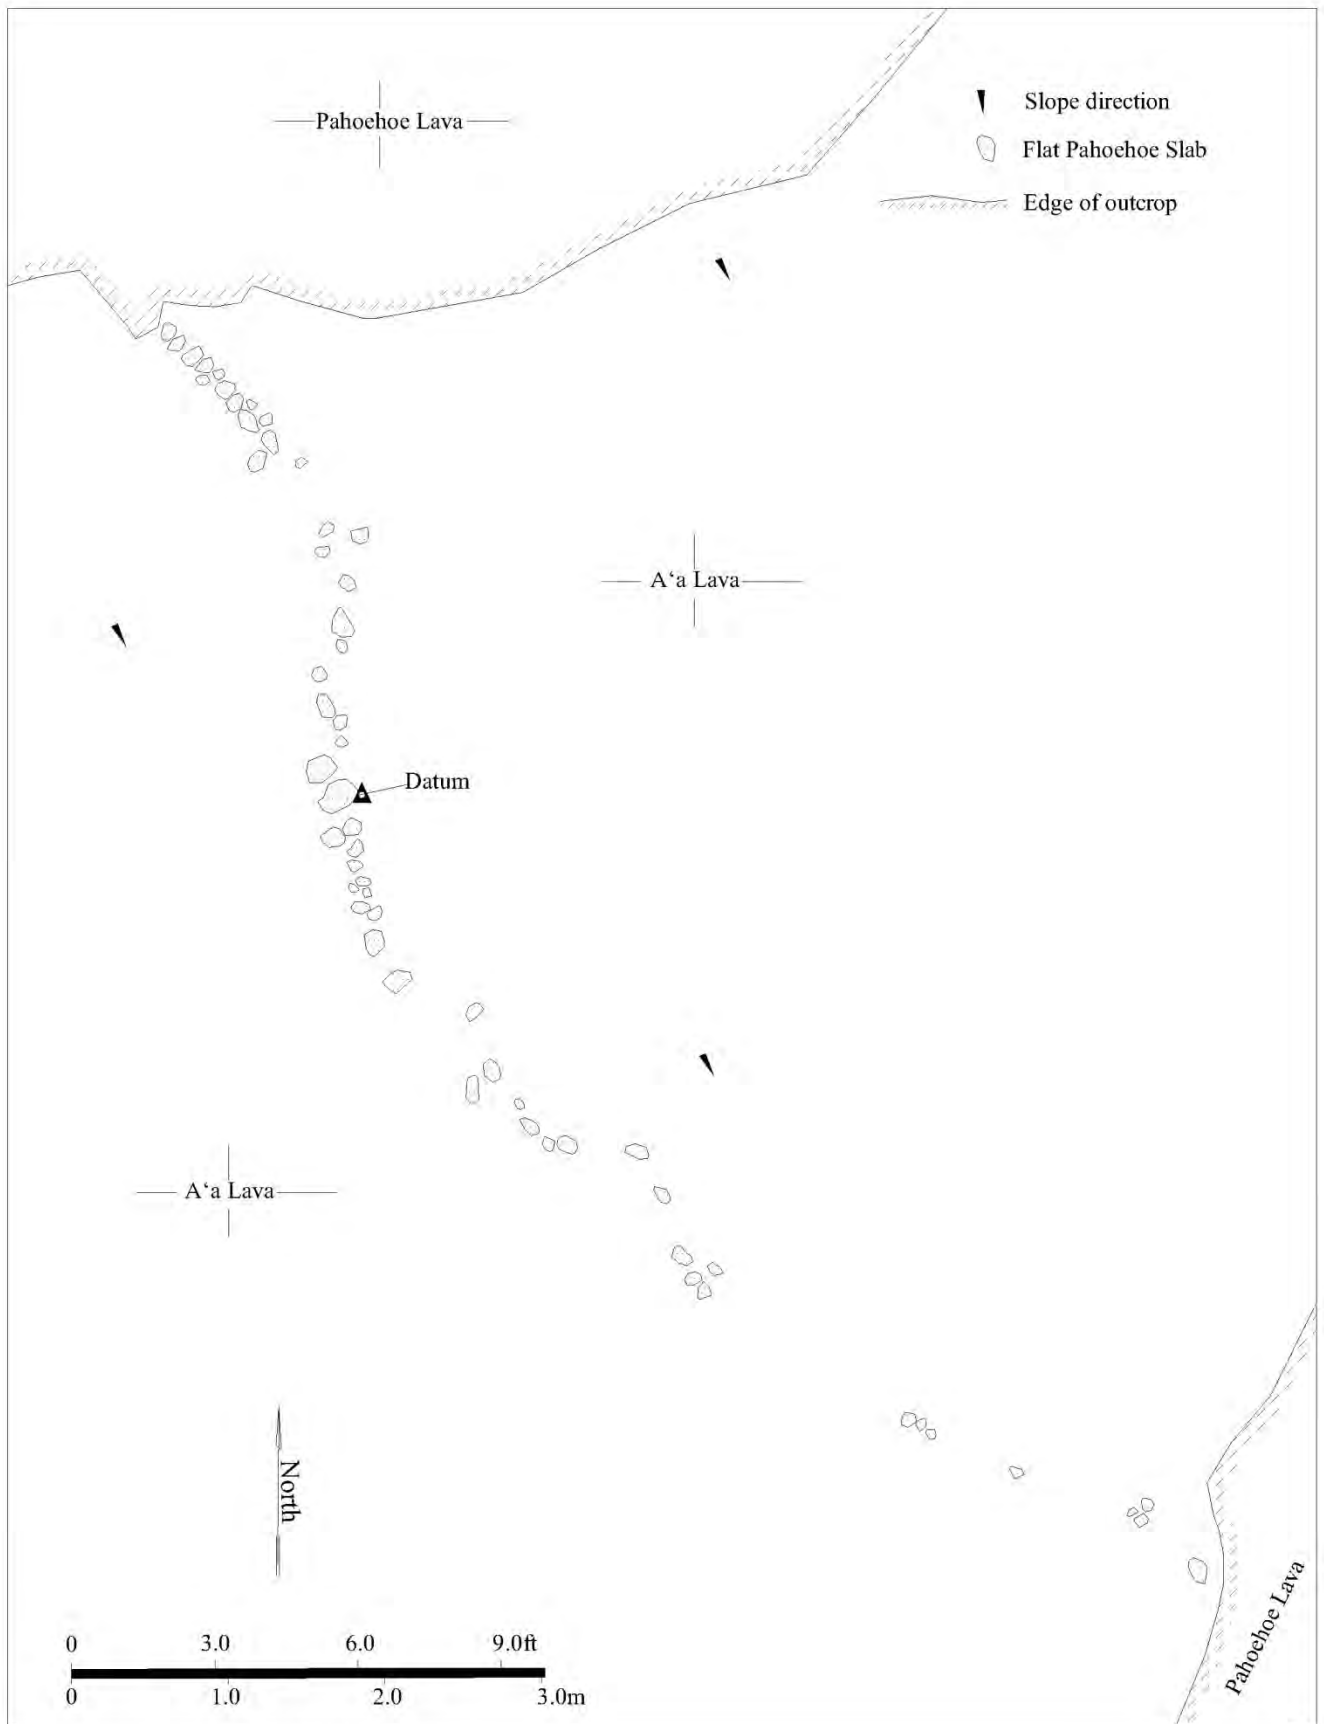 Pahoehoe Lava
Slope direction
Flat Pahoehoe Slab
Edge of outcrop
A‘a Lava
Datum
A‘a Lava
North
Pahoehoe Lava
0 3.0 6.0 9.0ft
0 1.0 2.0 3.0m